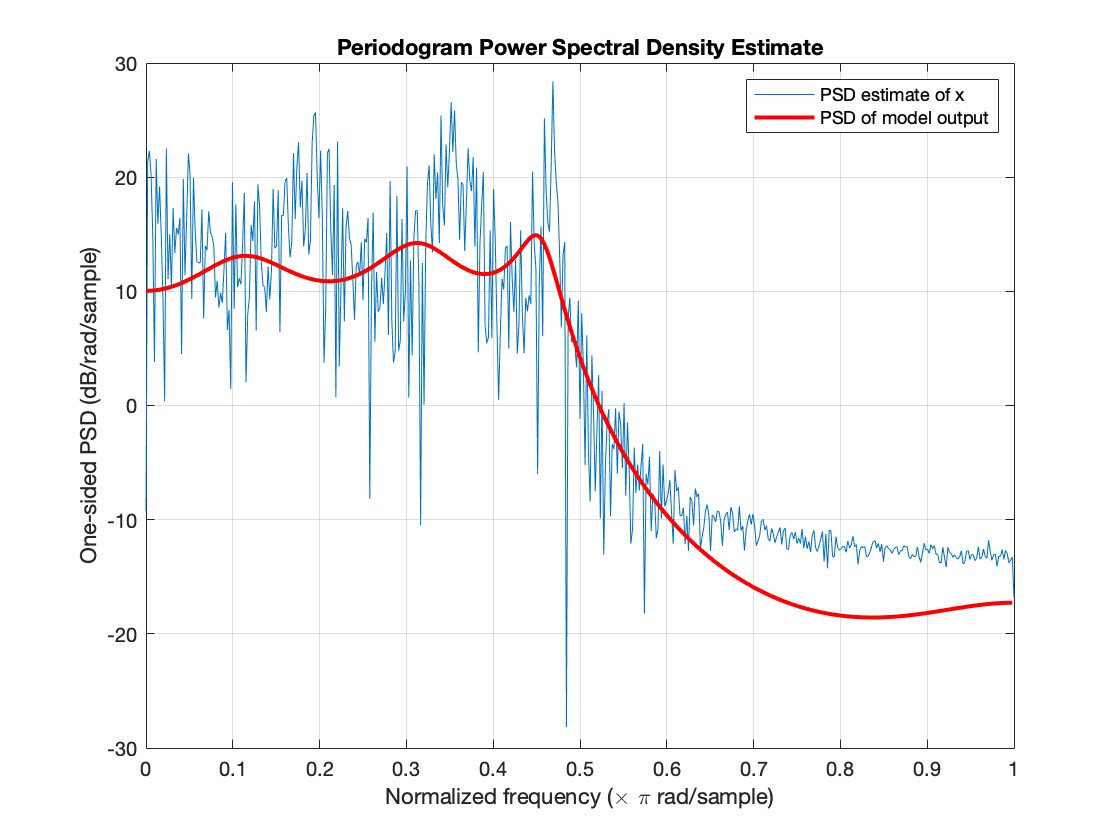 Periodogram Power Spectral Density Estimate
PSD estimate of x
PSD of model output
One-sided PSD (dB/rad/sample)
30
20
10
0
-10
-20
-30
0 0.1 0.2 0.3 0.4 0.5 0.6 0.7 0.8 0.9 1
Normalized frequency (× π rad/sample)